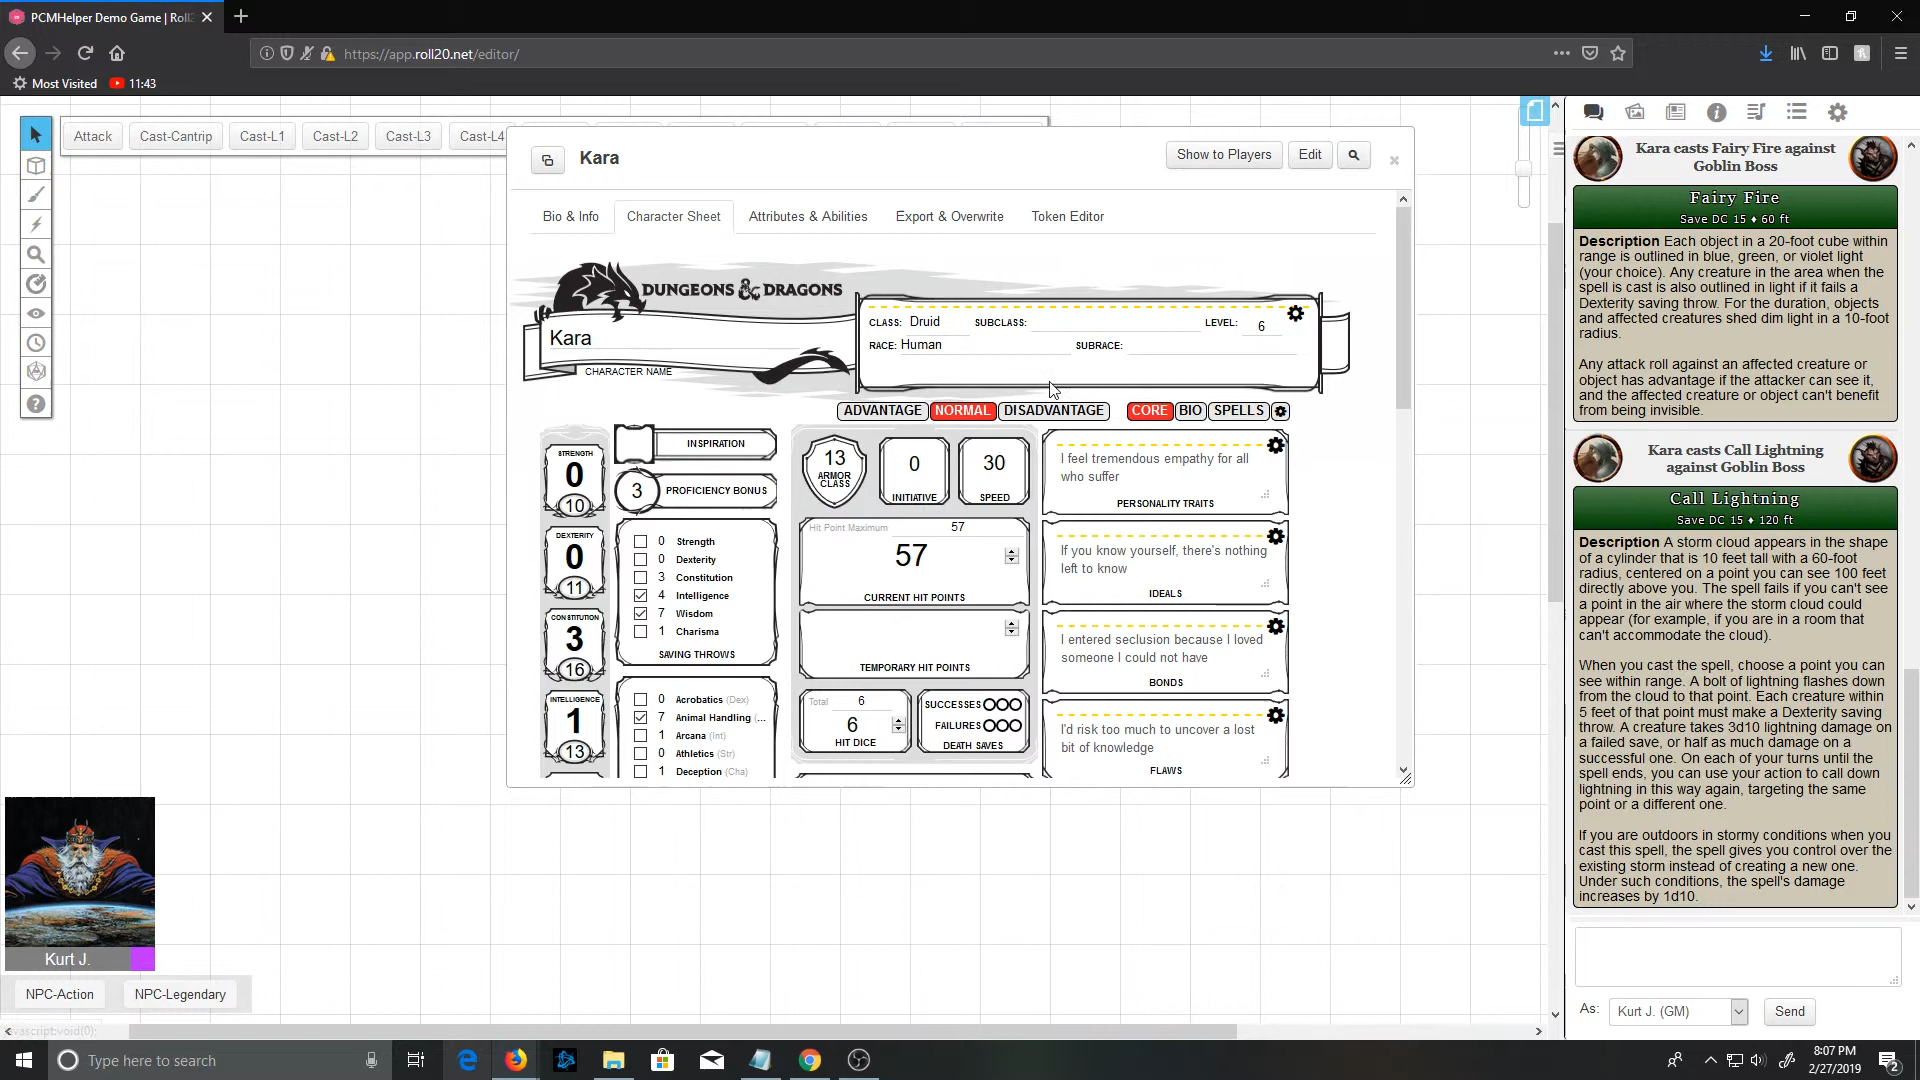 PCMHelper Demo Game | Roll2
https://app.roll20.net/editor/
Most Visited
11:43
Attack
Cast-Cantrip
Cast-L1
Cast-L2
Cast-L3
Cast-L4
Kara
Show to Players
Edit
Bio & Info
Character Sheet
Attributes & Abilities
Export & Overwrite
Token Editor
DUNGEONS & DRAGONS
Kara
CHARACTER NAME
CLASS: Druid SUBCLASS: LEVEL: 6
RACE: Human SUBRACE:
ADVANTAGE NORMAL DISADVANTAGE CORE BIO SPELLS
STRENGTH
0
10
DEXTERITY
0
11
CONSTITUTION
3
16
INTELLIGENCE
1
13
INSPIRATION
3 PROFICIENCY BONUS
0 Strength
0 Dexterity
3 Constitution
4 Intelligence
7 Wisdom
1 Charisma
SAVING THROWS
0 Acrobatics (Dex)
7 Animal Handling (...
1 Arcana (Int)
0 Athletics (Str)
1 Deception (Cha)
13
ARMOR
CLASS
0
INITIATIVE
30
SPEED
Hit Point Maximum 57
57
CURRENT HIT POINTS
TEMPORARY HIT POINTS
Total 6
6
HIT DICE
SUCCESSES
FAILURES
DEATH SAVES
I feel tremendous empathy for all
who suffer
PERSONALITY TRAITS
If you know yourself, there's nothing
left to know
IDEALS
I entered seclusion because I loved
someone I could not have
BONDS
I'd risk too much to uncover a lost
bit of knowledge
FLAWS
Kara casts Fairy Fire against
Goblin Boss
Fairy Fire
Save DC 15 ♦ 60 ft
Description Each object in a 20-foot cube within
range is outlined in blue, green, or violet light
(your choice). Any creature in the area when the
spell is cast is also outlined in light if it fails a
Dexterity saving throw. For the duration, objects
and affected creatures shed dim light in a 10-foot
radius.
Any attack roll against an affected creature or
object has advantage if the attacker can see it,
and the affected creature or object can't benefit
from being invisible.
Kara casts Call Lightning
against Goblin Boss
Call Lightning
Save DC 15 ♦ 120 ft
Description A storm cloud appears in the shape
of a cylinder that is 10 feet tall with a 60-foot
radius, centered on a point you can see 100 feet
directly above you. The spell fails if you can't see
a point in the air where the storm cloud could
appear (for example, if you are in a room that
can't accommodate the cloud).
When you cast the spell, choose a point you can
see within range. A bolt of lightning flashes down
from the cloud to that point. Each creature within
5 feet of that point must make a Dexterity saving
throw. A creature takes 3d10 lightning damage on
a failed save, or half as much damage on a
successful one. On each of your turns until the
spell ends, you can use your action to call down
lightning in this way again, targeting the same
point or a different one.
If you are outdoors in stormy conditions when you
cast this spell, the spell gives you control over the
existing storm instead of creating a new one.
Under such conditions, the spell's damage
increases by 1d10.
As: Kurt J. (GM) Send
Kurt J.
NPC-Action
NPC-Legendary
javascript:void(0);
Type here to search
8:07 PM
2/27/2019
2